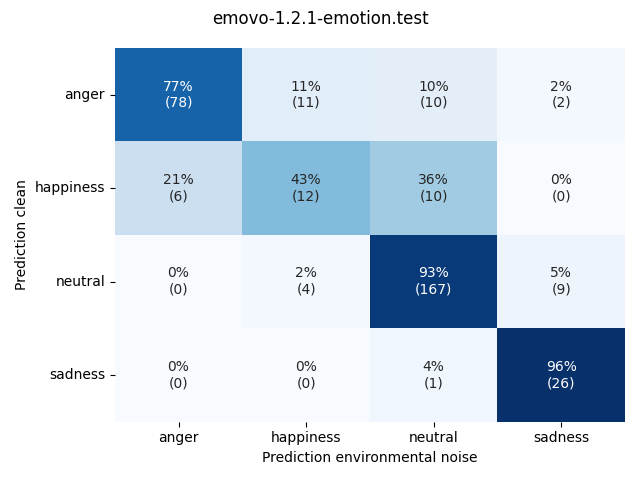 emovo-1.2.1-emotion.test
Prediction clean
anger
77%
(78)
11%
(11)
10%
(10)
2%
(2)
happiness
21%
(6)
43%
(12)
36%
(10)
0%
(0)
neutral
0%
(0)
2%
(4)
93%
(167)
5%
(9)
sadness
0%
(0)
0%
(0)
4%
(1)
96%
(26)
anger
happiness
neutral
sadness
Prediction environmental noise